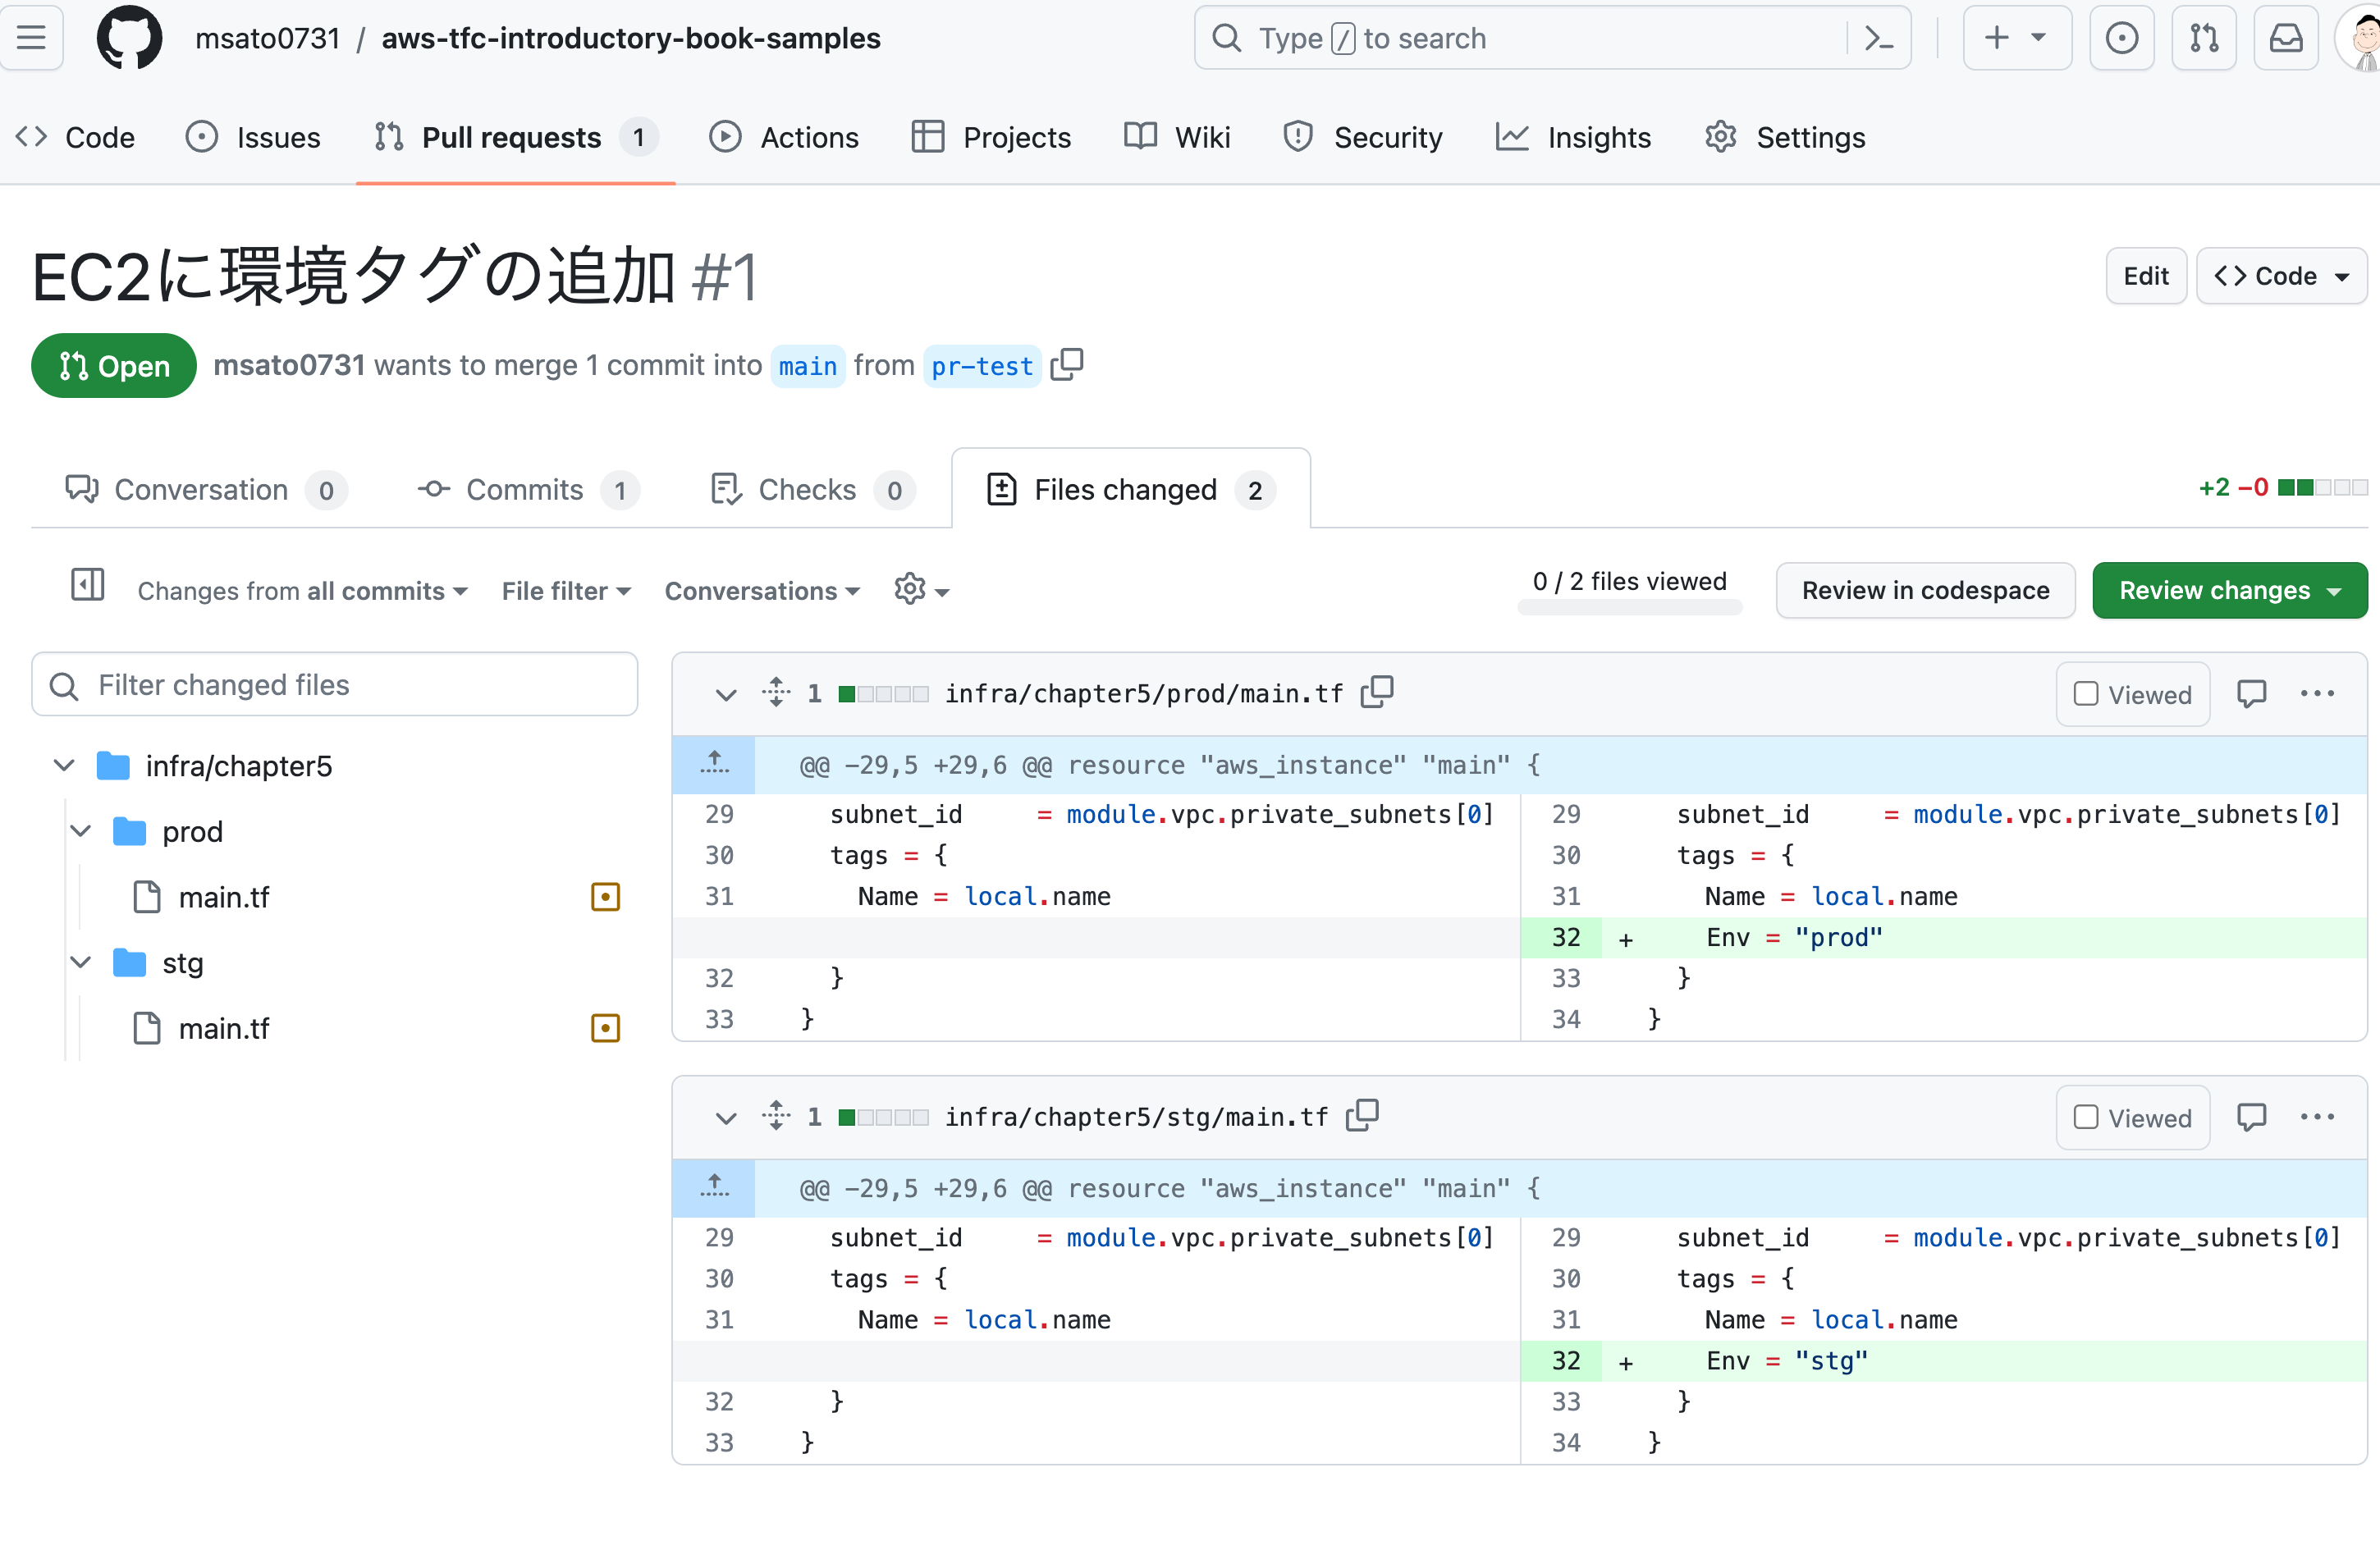 msato0731 / aws-tfc-introductory-book-samples
Type / to search
Code Issues Pull requests 1 Actions Projects Wiki Security Insights Settings
EC2に環境タグの追加 #1
Edit Code
Open msato0731 wants to merge 1 commit into main from pr-test
Conversation 0 Commits 1 Checks 0 Files changed 2
+2 −0
Changes from all commits File filter Conversations
0 / 2 files viewed
Review in codespace Review changes
Filter changed files
infra/chapter5
prod
main.tf
stg
main.tf
1 infra/chapter5/prod/main.tf Viewed
@@ -29,5 +29,6 @@ resource "aws_instance" "main" {
29 subnet_id = module.vpc.private_subnets[0] 29 subnet_id = module.vpc.private_subnets[0]
30 tags = { 30 tags = {
31 Name = local.name 31 Name = local.name
32 + Env = "prod"
32 } 33 }
33 } 34 }
1 infra/chapter5/stg/main.tf Viewed
@@ -29,5 +29,6 @@ resource "aws_instance" "main" {
29 subnet_id = module.vpc.private_subnets[0] 29 subnet_id = module.vpc.private_subnets[0]
30 tags = { 30 tags = {
31 Name = local.name 31 Name = local.name
32 + Env = "stg"
32 } 33 }
33 } 34 }